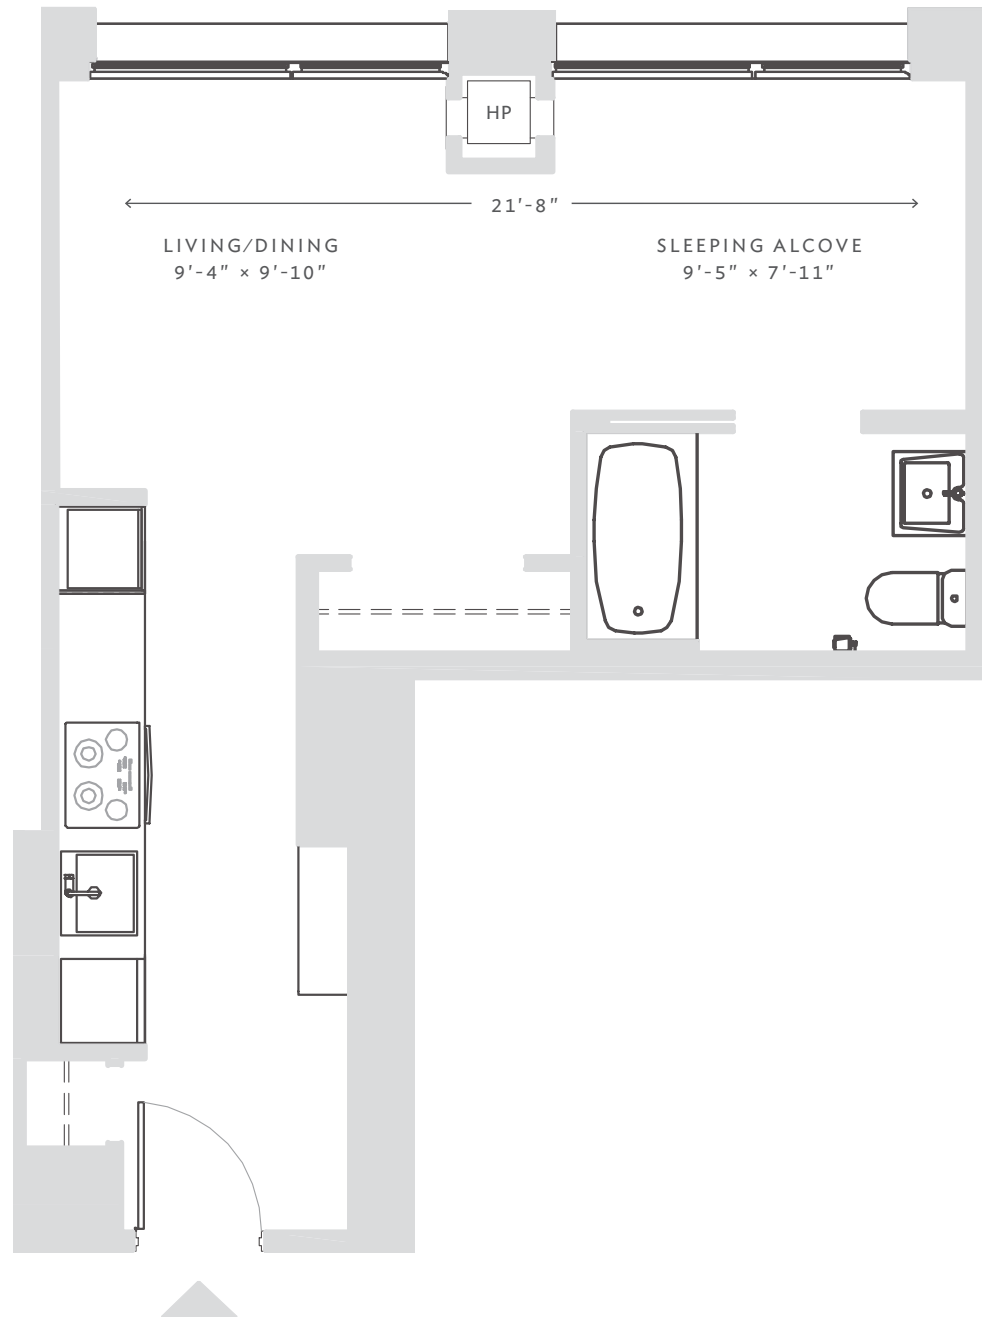 HP
21'-8"
LIVING/DINING
9'-4" × 9'-10"
SLEEPING ALCOVE
9'-5" × 7'-11"